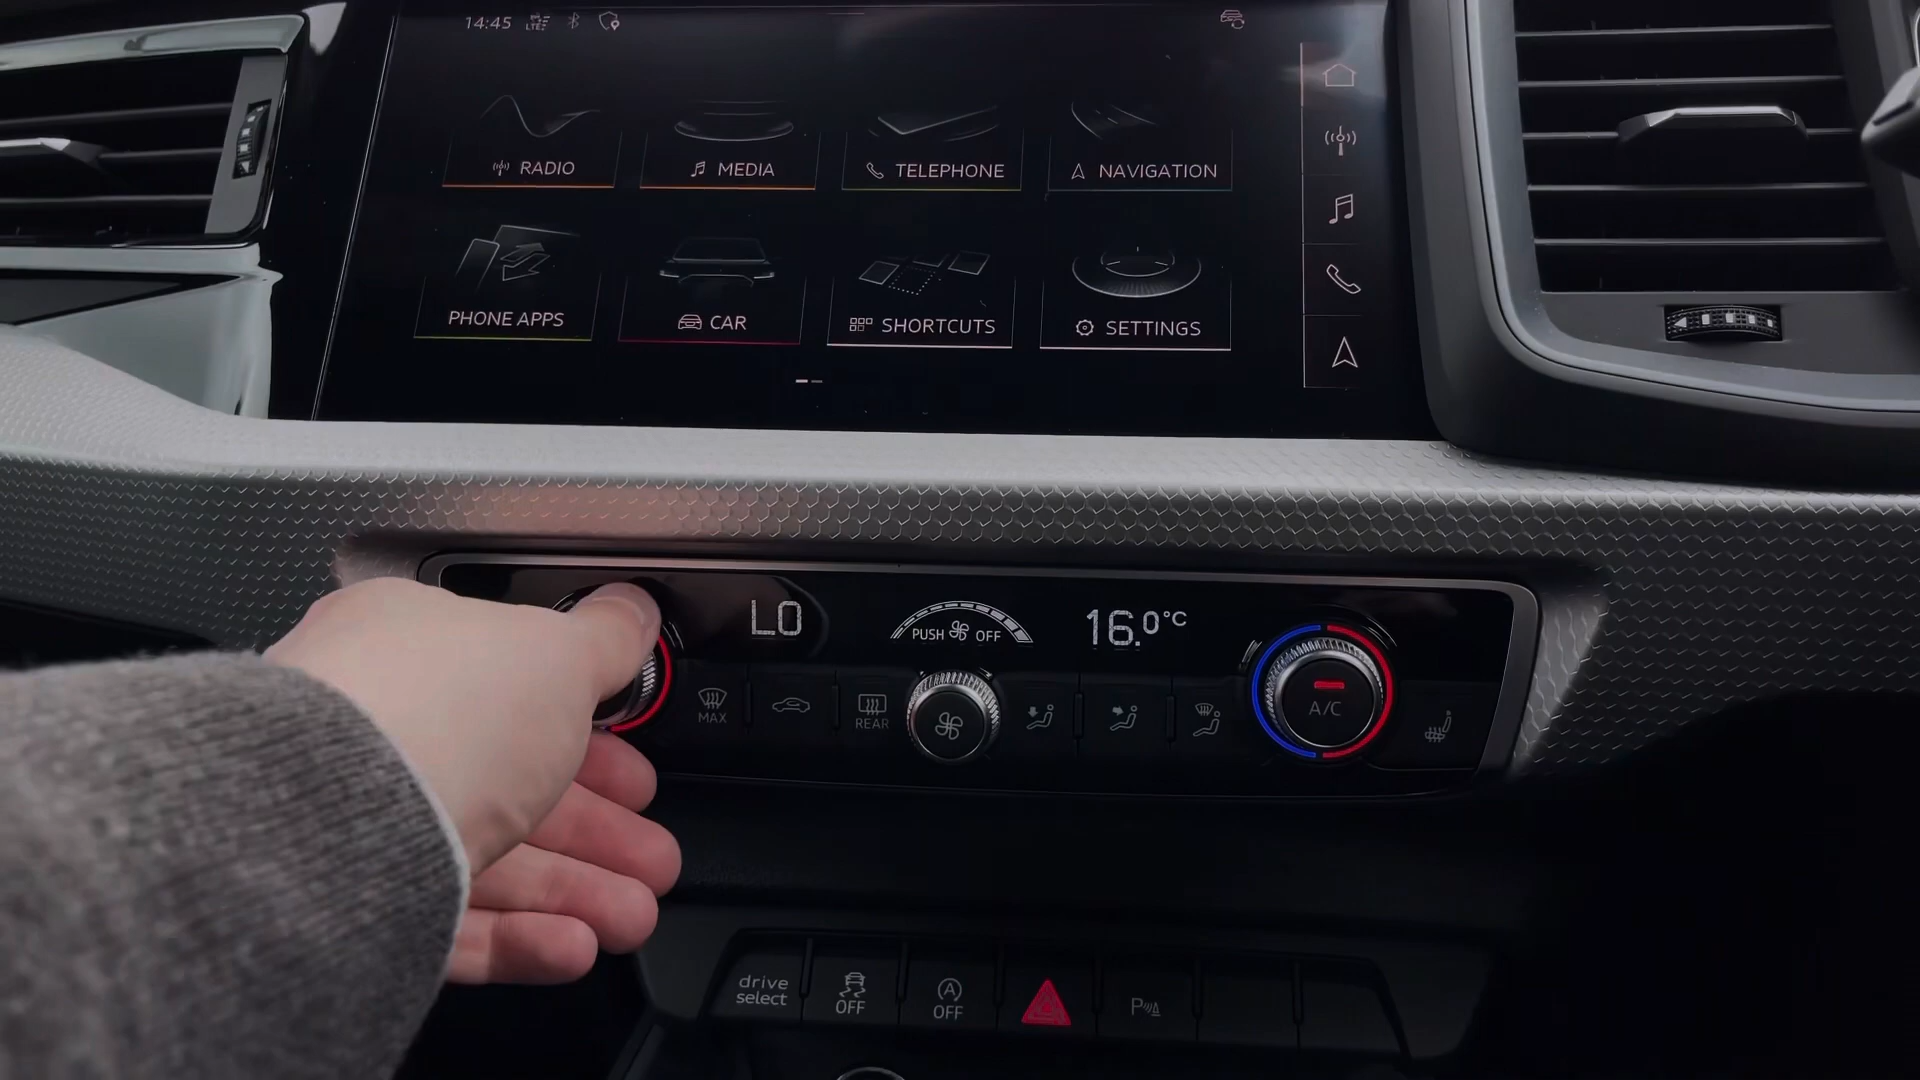 14:45 LTE
RADIO MEDIA TELEPHONE NAVIGATION
PHONE APPS CAR SHORTCUTS SETTINGS
LO PUSH OFF 16.0°C
MAX REAR A/C
drive
select
OFF
A
OFF
P